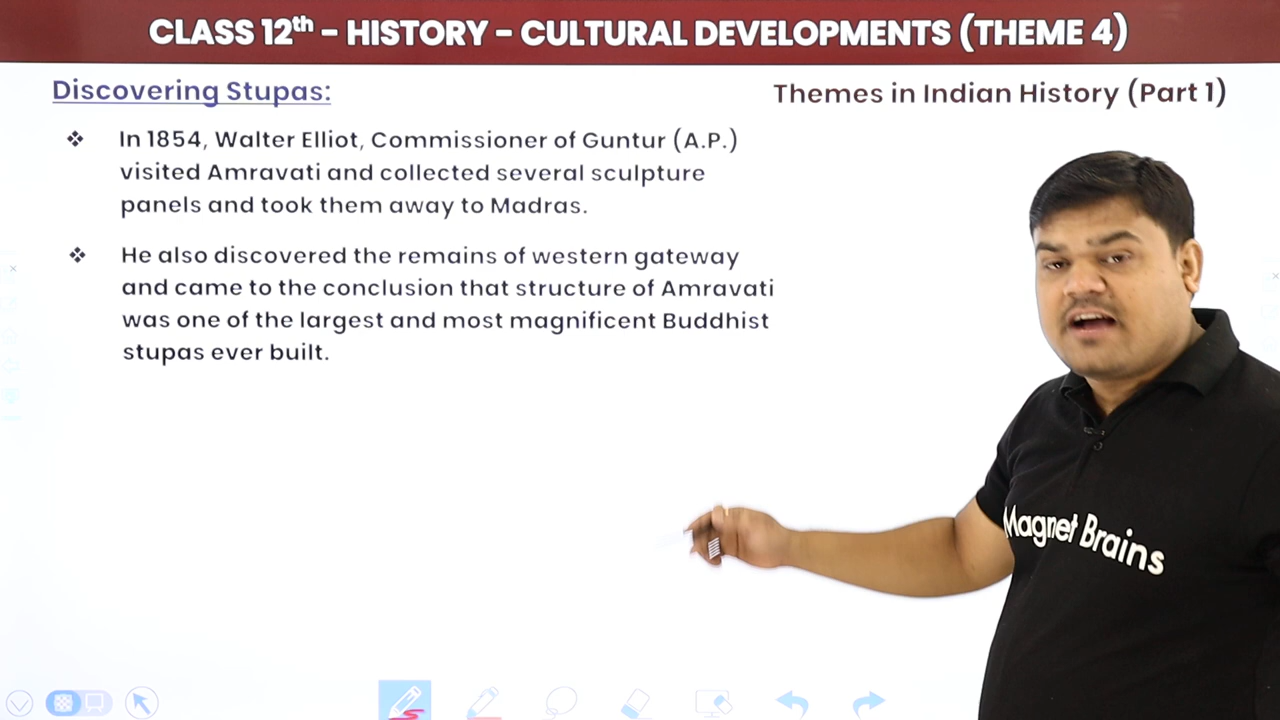 CLASS 12th – HISTORY – CULTURAL DEVELOPMENTS (THEME 4)
Discovering Stupas:
Themes in Indian History (Part 1)
❖ In 1854, Walter Elliot, Commissioner of Guntur (A.P.)
visited Amravati and collected several sculpture
panels and took them away to Madras.
❖ He also discovered the remains of western gateway
and came to the conclusion that structure of Amravati
was one of the largest and most magnificent Buddhist
stupas ever built.
Magnet Brains